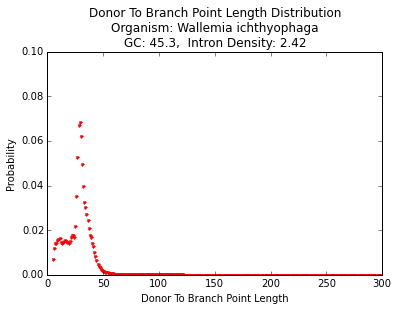 Donor To Branch Point Length Distribution
Organism: Wallemia ichthyophaga
GC: 45.3,  Intron Density: 2.42
0.10
0.08
0.06
0.04
0.02
0.00
Probability
0 50 100 150 200 250 300
Donor To Branch Point Length